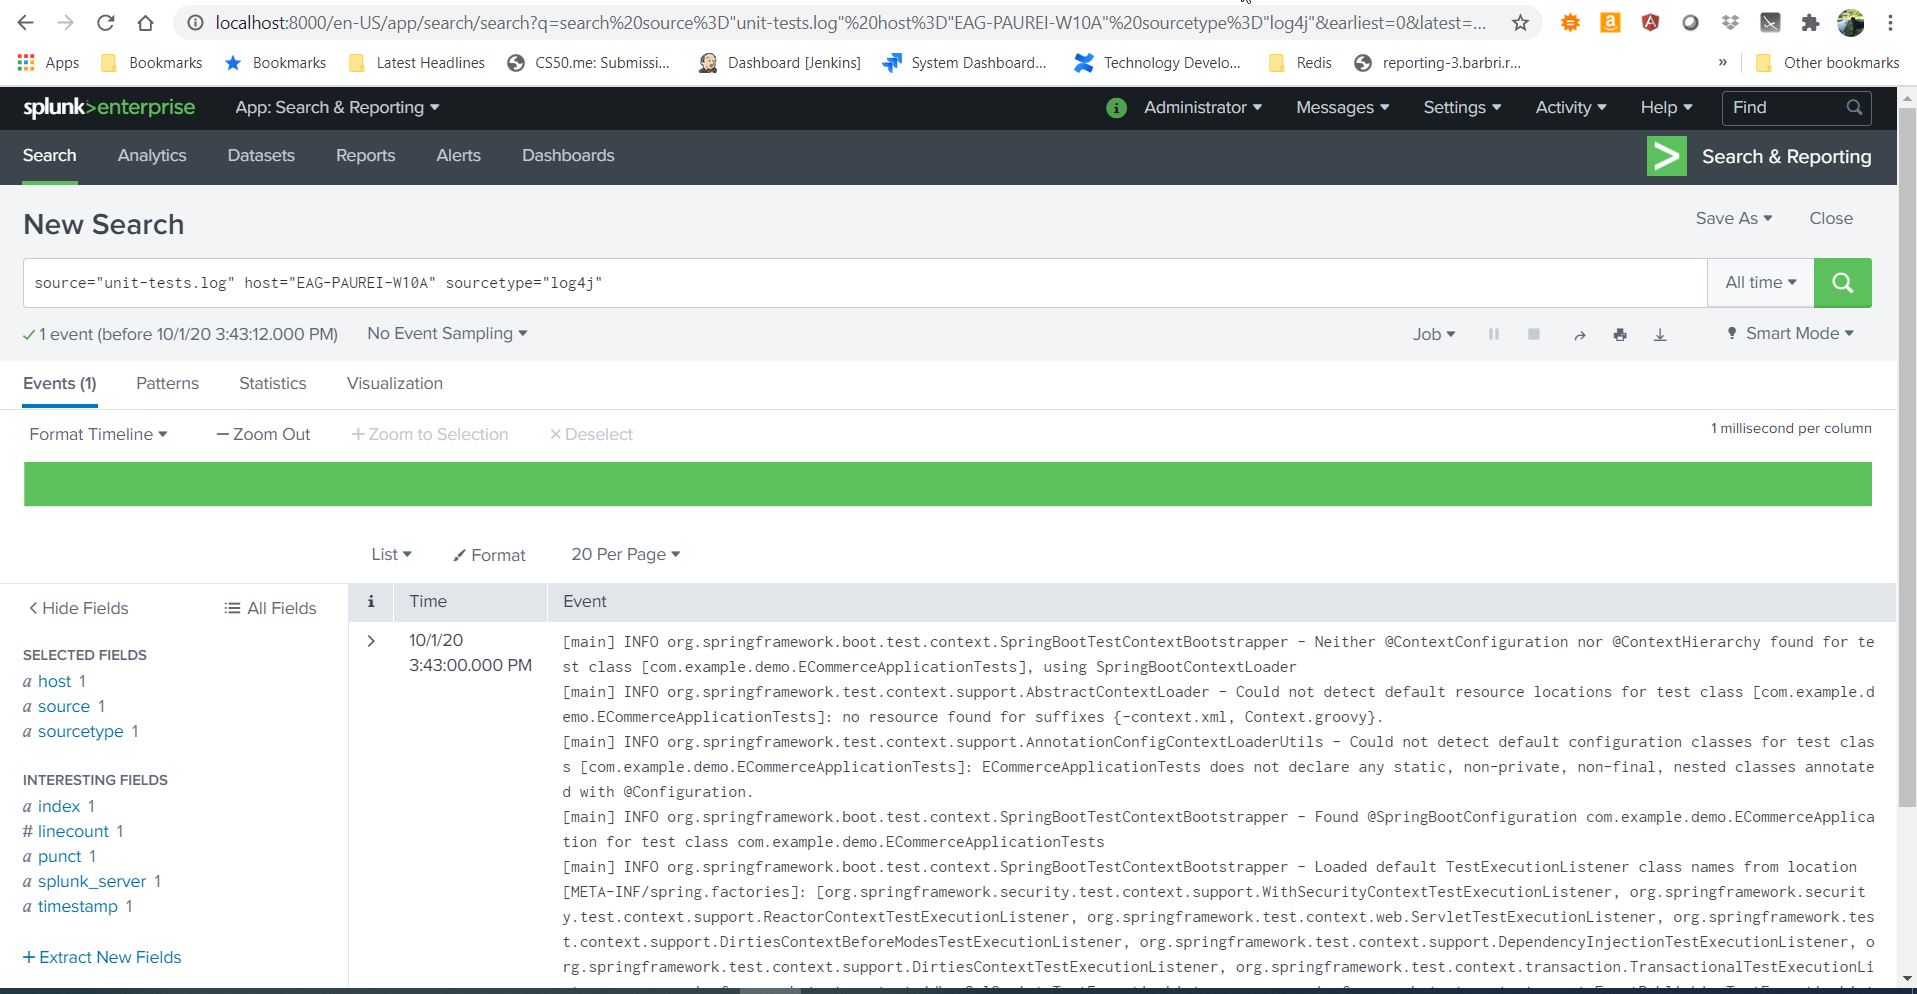 localhost:8000/en-US/app/search/search?q=search%20source%3D"unit-tests.log"%20host%3D"EAG-PAUREI-W10A"%20sourcetype%3D"log4j"&earliest=0&latest=...
Apps Bookmarks Bookmarks Latest Headlines CS50.me: Submissi... Dashboard [Jenkins] System Dashboard... Technology Develo... Redis reporting-3.barbri.r... » Other bookmarks
splunk>enterprise App: Search & Reporting Administrator Messages Settings Activity Help Find
Search Analytics Datasets Reports Alerts Dashboards Search & Reporting
New Search Save As Close
source="unit-tests.log" host="EAG-PAUREI-W10A" sourcetype="log4j" All time
1 event (before 10/1/20 3:43:12.000 PM) No Event Sampling Job Smart Mode
Events (1) Patterns Statistics Visualization
Format Timeline — Zoom Out + Zoom to Selection × Deselect 1 millisecond per column
List Format 20 Per Page
< Hide Fields All Fields i Time Event
SELECTED FIELDS
a host 1
a source 1
a sourcetype 1
INTERESTING FIELDS
a index 1
# linecount 1
a punct 1
a splunk_server 1
a timestamp 1
+ Extract New Fields
> 10/1/20
3:43:00.000 PM
[main] INFO org.springframework.boot.test.context.SpringBootTestContextBootstrapper - Neither @ContextConfiguration nor @ContextHierarchy found for te
st class [com.example.demo.ECommerceApplicationTests], using SpringBootContextLoader
[main] INFO org.springframework.test.context.support.AbstractContextLoader - Could not detect default resource locations for test class [com.example.d
emo.ECommerceApplicationTests]: no resource found for suffixes {-context.xml, Context.groovy}.
[main] INFO org.springframework.test.context.support.AnnotationConfigContextLoaderUtils - Could not detect default configuration classes for test clas
s [com.example.demo.ECommerceApplicationTests]: ECommerceApplicationTests does not declare any static, non-private, non-final, nested classes annotate
d with @Configuration.
[main] INFO org.springframework.boot.test.context.SpringBootTestContextBootstrapper - Found @SpringBootConfiguration com.example.demo.ECommerceApplica
tion for test class com.example.demo.ECommerceApplicationTests
[main] INFO org.springframework.boot.test.context.SpringBootTestContextBootstrapper - Loaded default TestExecutionListener class names from location
[META-INF/spring.factories]: [org.springframework.security.test.context.support.WithSecurityContextTestExecutionListener, org.springframework.securit
y.test.context.support.ReactorContextTestExecutionListener, org.springframework.test.context.web.ServletTestExecutionListener, org.springframework.tes
t.context.support.DirtiesContextBeforeModesTestExecutionListener, org.springframework.test.context.support.DependencyInjectionTestExecutionListener, o
rg.springframework.test.context.support.DirtiesContextTestExecutionListener, org.springframework.test.context.transaction.TransactionalTestExecutionLi